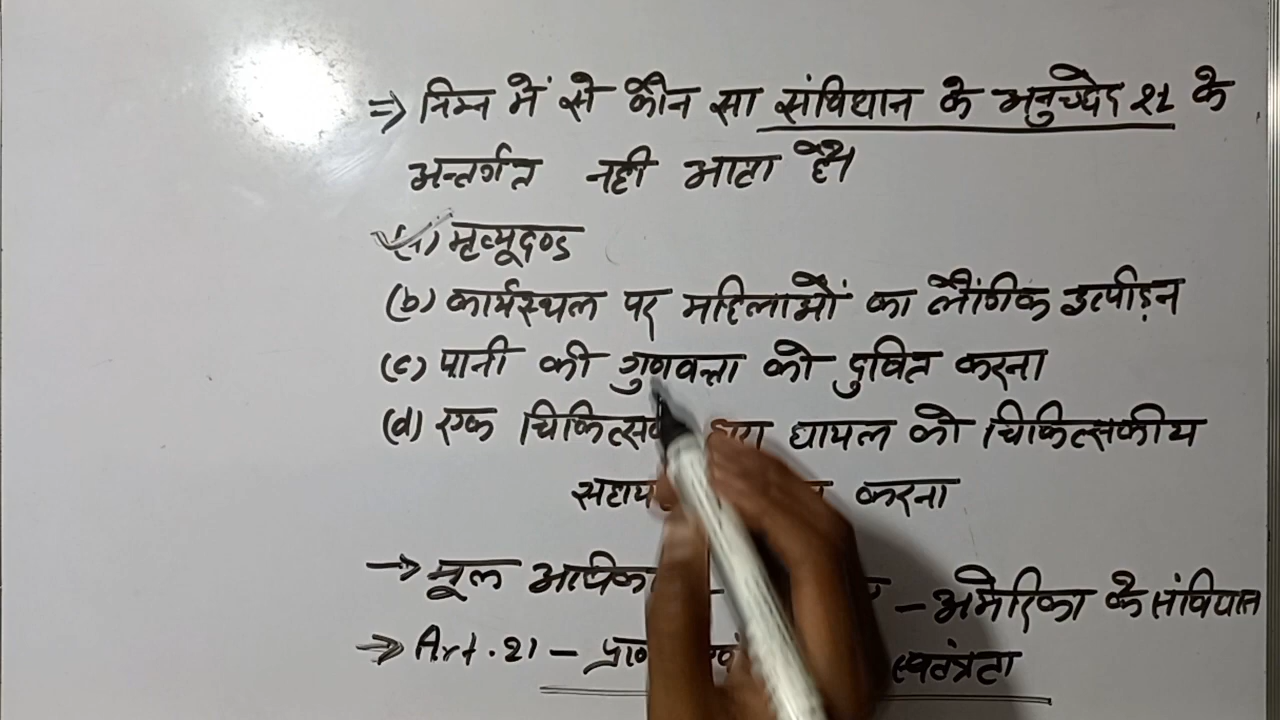 => निम्न में से कौन सा संविधान के अनुच्छेद 21 के
अन्तर्गत नही आता है।
(a) मृत्यूदण्ड
(b) कार्यस्थल पर महिलाओं का लैंगिक उत्पीड़न
(c) पानी की गुणवत्ता को दुषित करना
(d) एक चिकित्सक घायल को चिकित्सकीय
करना
→ मूल – अमेरिका के संविधान
→ Art. 21 – स्वतंत्रता